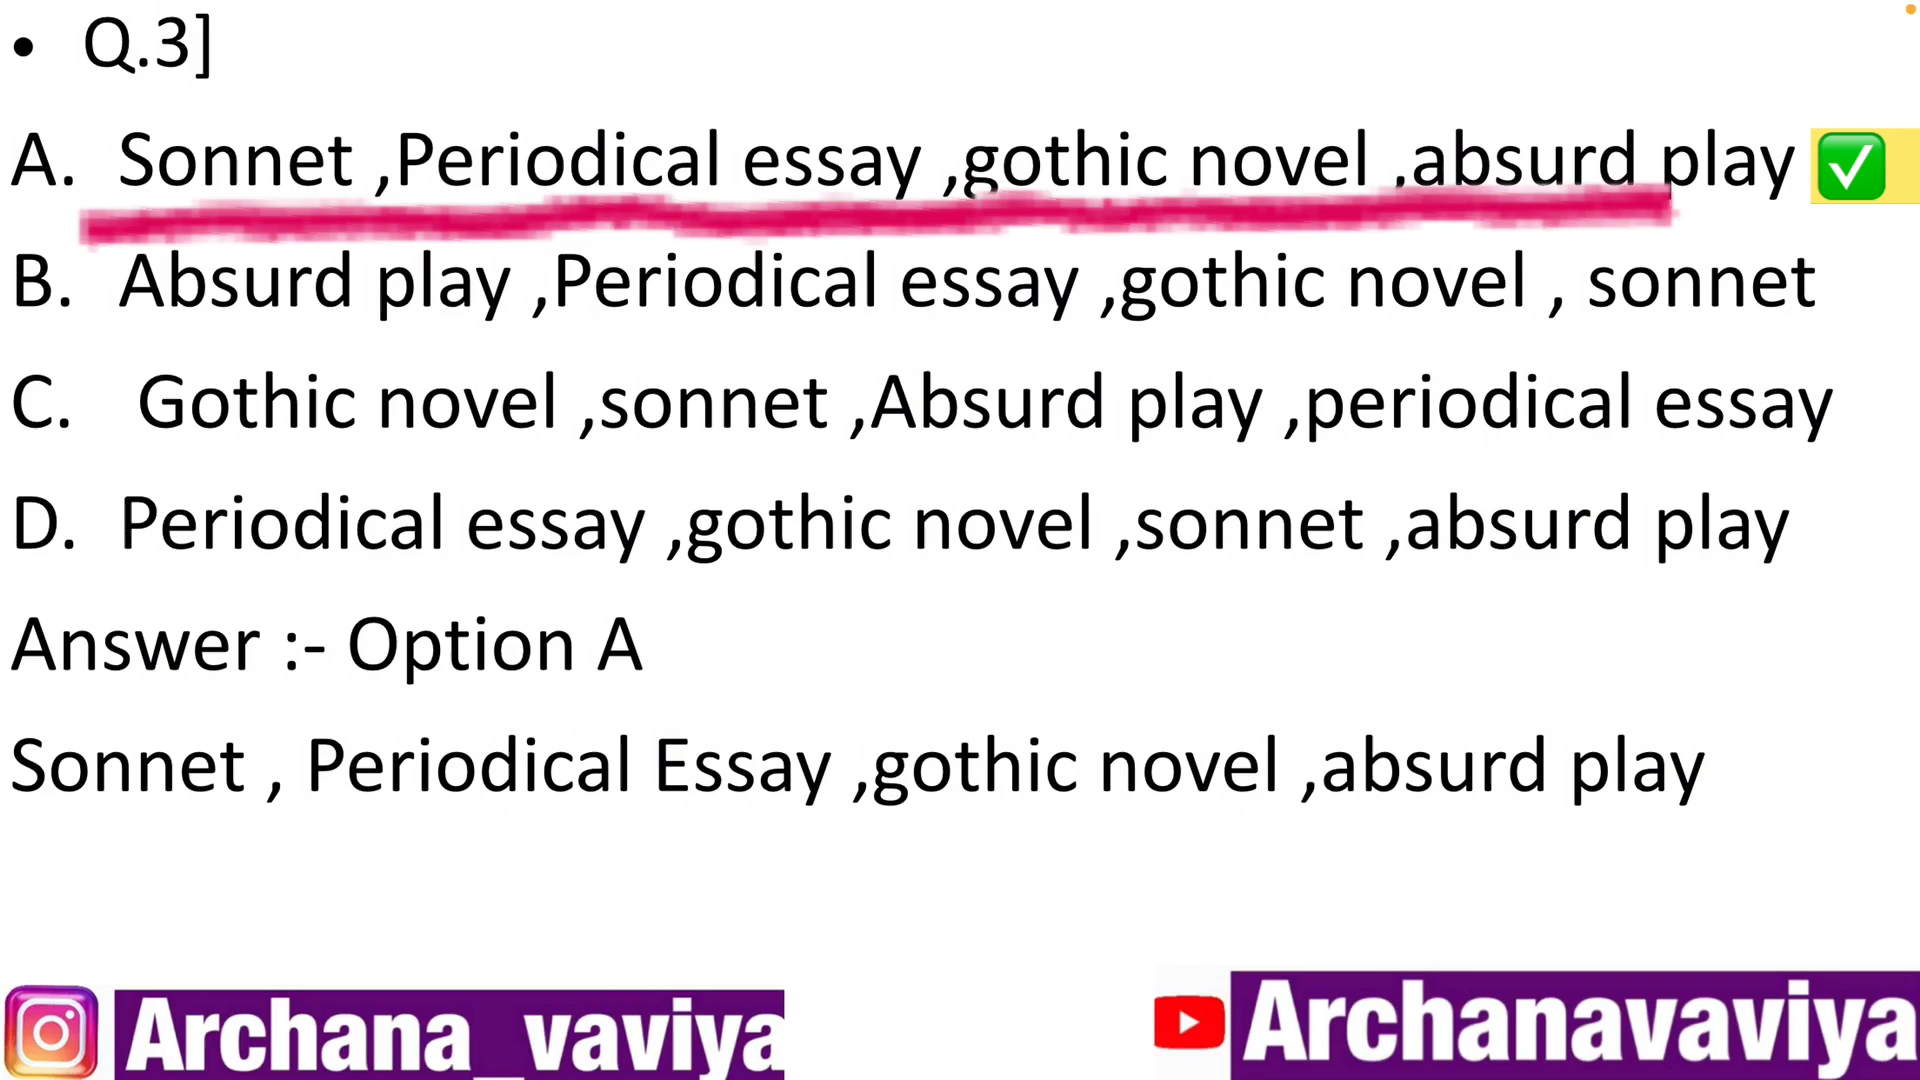 • Q.3]
A. Sonnet ,Periodical essay ,gothic novel ,absurd play ✅
B. Absurd play ,Periodical essay ,gothic novel , sonnet
C. Gothic novel ,sonnet ,Absurd play ,periodical essay
D. Periodical essay ,gothic novel ,sonnet ,absurd play
Answer :- Option A
Sonnet , Periodical Essay ,gothic novel ,absurd play
Archana_vaviya
Archanavaviya